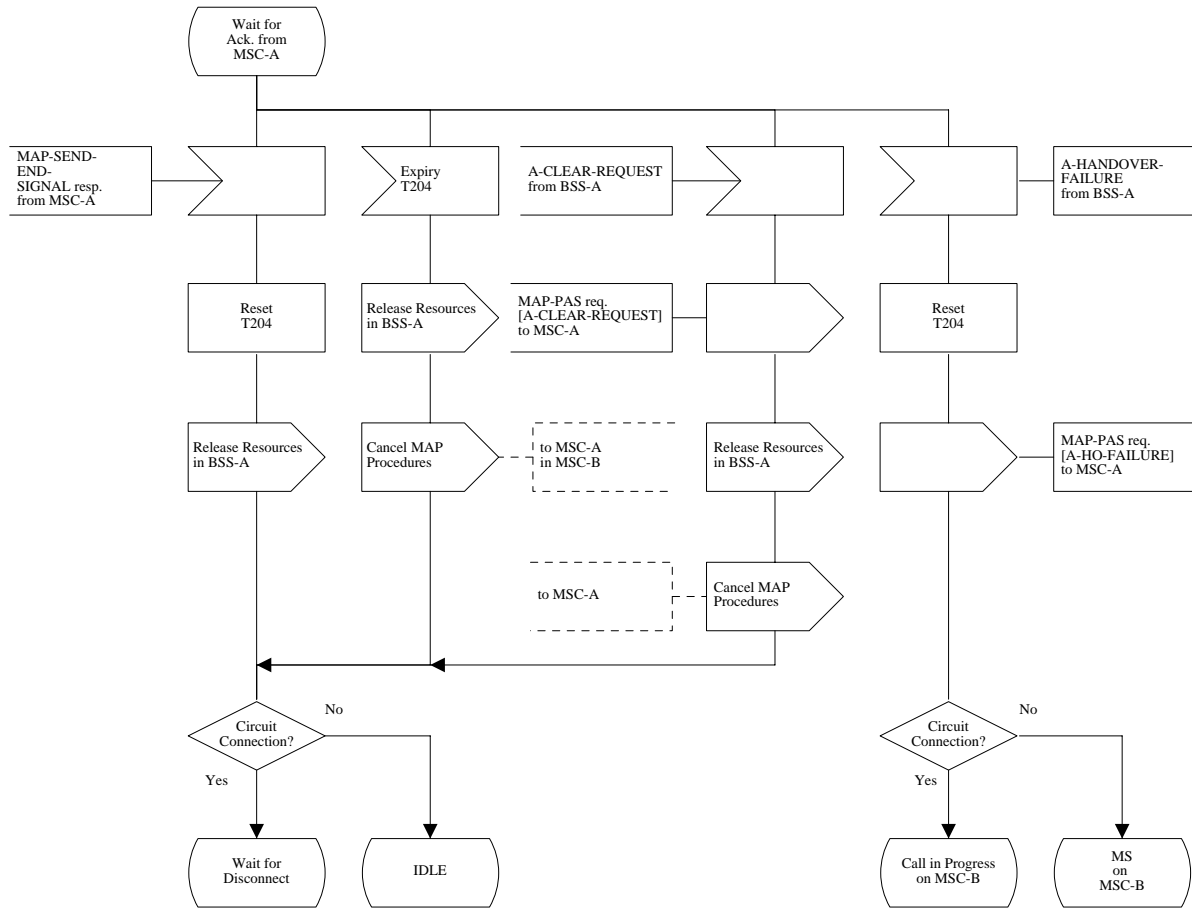 Wait for
Ack. from
MSC-A
MAP-SEND-
END-
SIGNAL resp.
from MSC-A
Expiry
T204
A-CLEAR-REQUEST
from BSS-A
A-HANDOVER-
FAILURE
from BSS-A
Reset
T204
Release Resources
in BSS-A
MAP-PAS req.
[A-CLEAR-REQUEST]
to MSC-A
Reset
T204
Release Resources
in BSS-A
Cancel MAP
Procedures
to MSC-A
in MSC-B
Release Resources
in BSS-A
MAP-PAS req.
[A-HO-FAILURE]
to MSC-A
to MSC-A
Cancel MAP
Procedures
Circuit
Connection?
No
Yes
Circuit
Connection?
No
Yes
Wait for
Disconnect
IDLE
Call in Progress
on MSC-B
MS
on
MSC-B